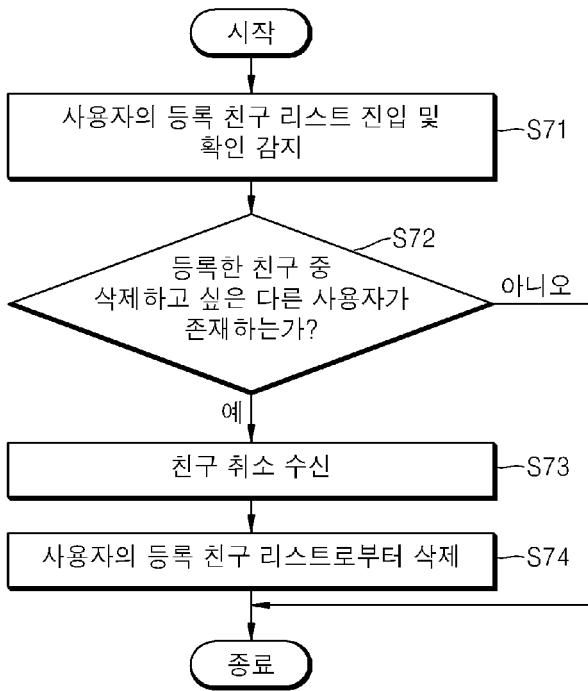 시작
사용자의 등록 친구 리스트 진입 및
확인 감지
S71
S72
등록한 친구 중
삭제하고 싶은 다른 사용자가
존재하는가?
아니오
예
친구 취소 수신
S73
사용자의 등록 친구 리스트로부터 삭제
S74
종료